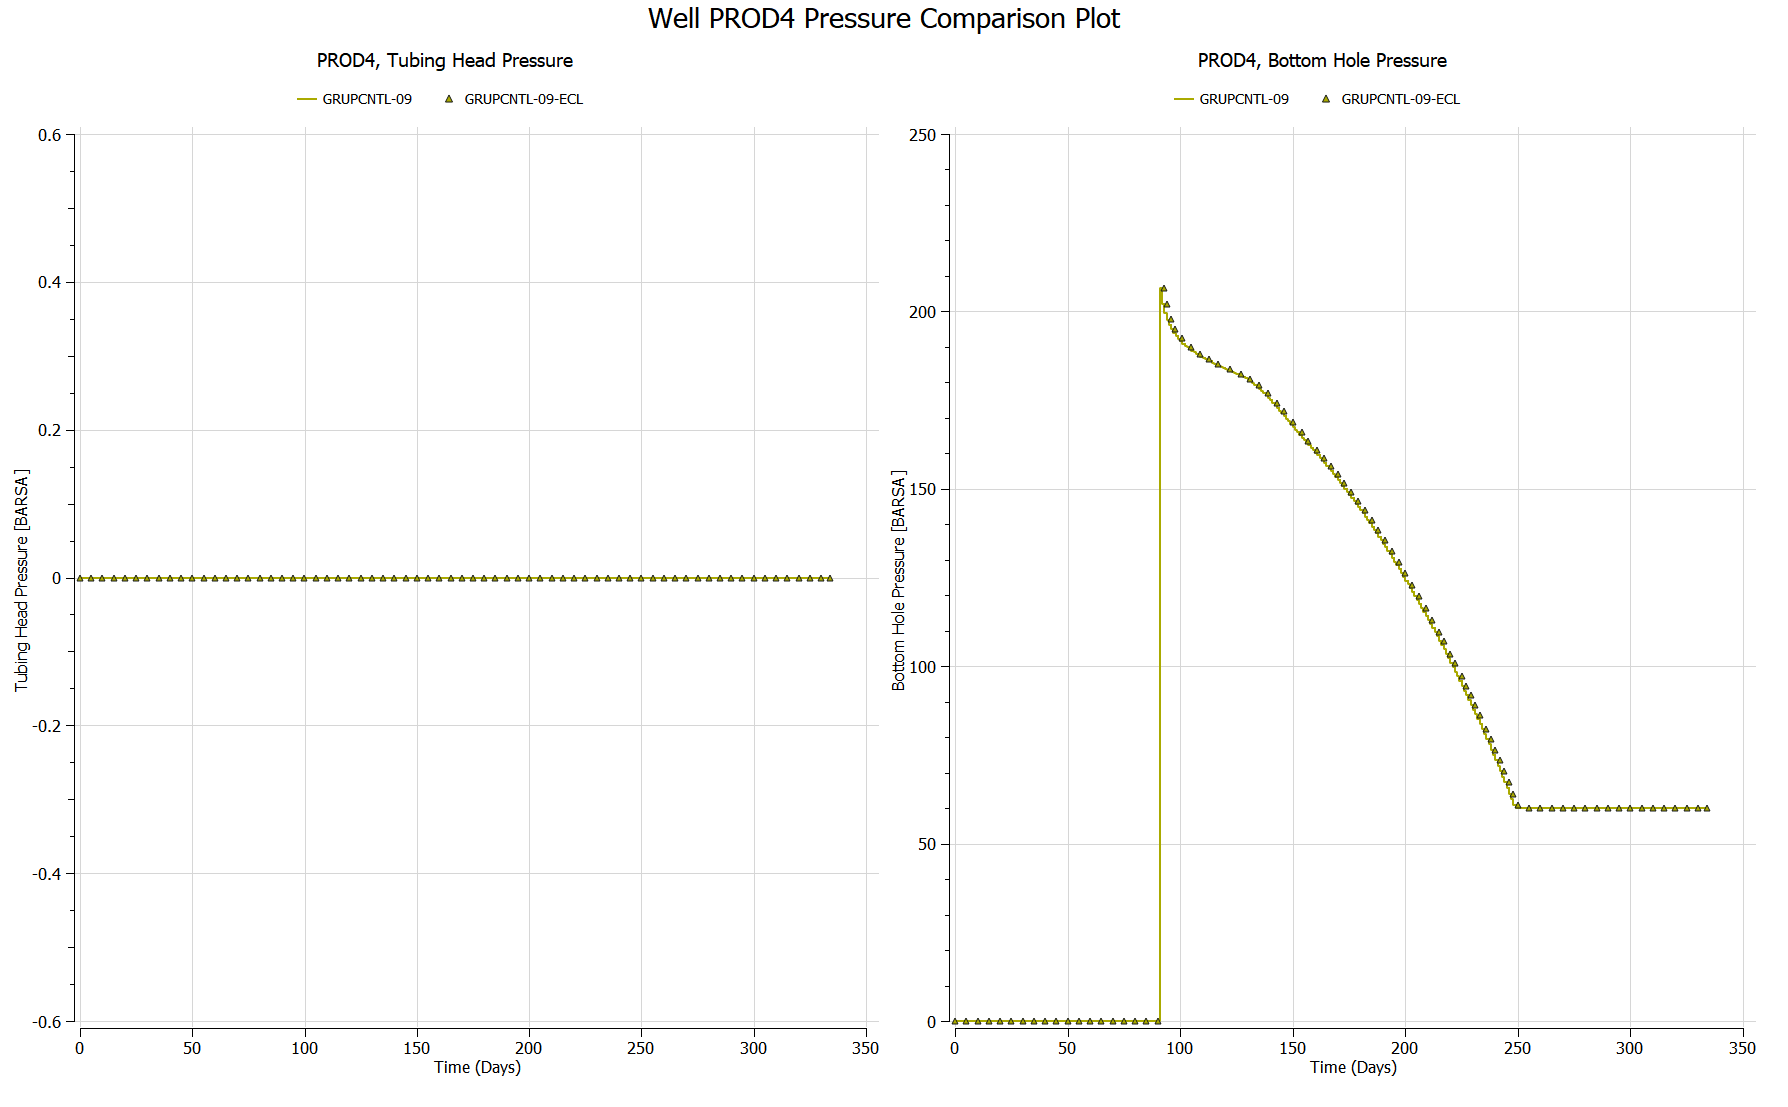 Well PROD4 Pressure Comparison Plot
PROD4, Tubing Head Pressure
GRUPCNTL-09 GRUPCNTL-09-ECL
0.6
0.4
0.2
0
-0.2
-0.4
-0.6
Tubing Head Pressure [BARSA]
0 50 100 150 200 250 300 350
Time (Days)
PROD4, Bottom Hole Pressure
GRUPCNTL-09 GRUPCNTL-09-ECL
250
200
150
100
50
0
Bottom Hole Pressure [BARSA]
0 50 100 150 200 250 300 350
Time (Days)